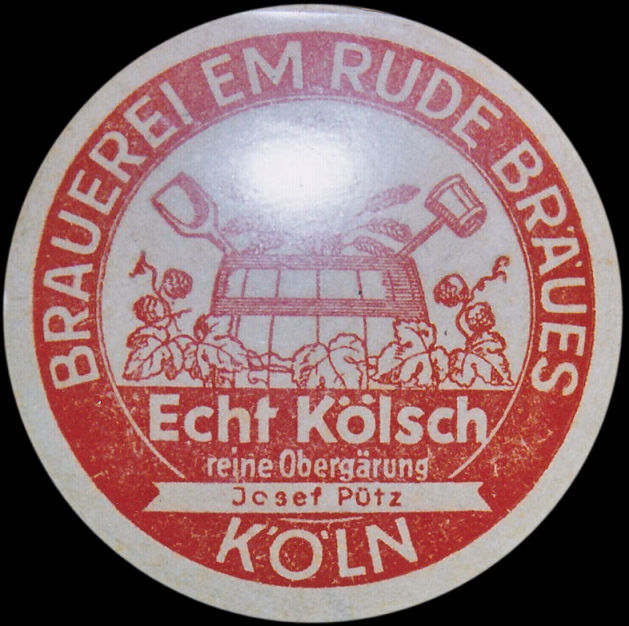 BRAUEREI EM RUDE BRÄUES
Echt Kölsch
reine Obergärung
Josef Pütz
KÖLN